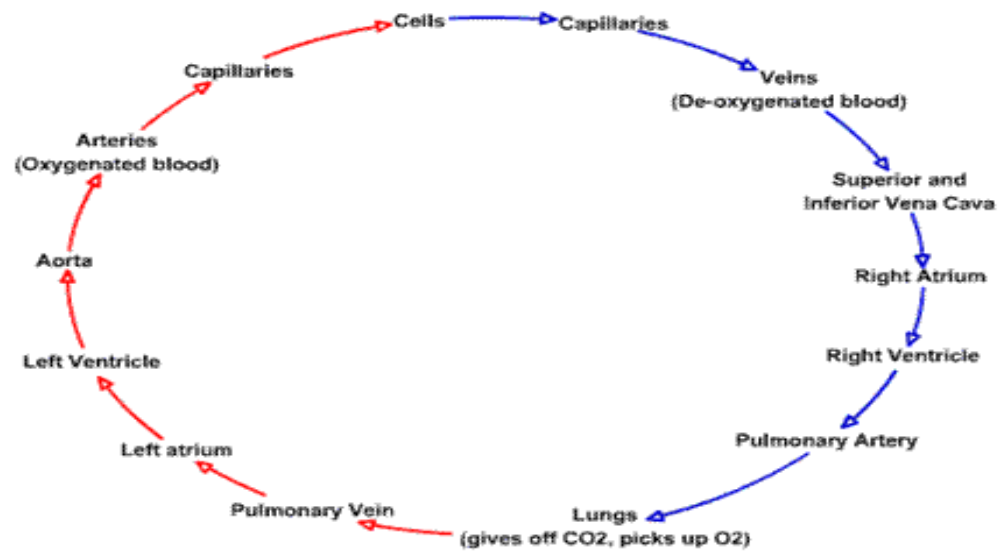 Cells
Capillaries
Veins
(De-oxygenated blood)
Superior and
Inferior Vena Cava
Right Atrium
Right Ventricle
Pulmonary Artery
Lungs
(gives off CO2, picks up O2)
Pulmonary Vein
Left atrium
Left Ventricle
Aorta
Arteries
(Oxygenated blood)
Capillaries